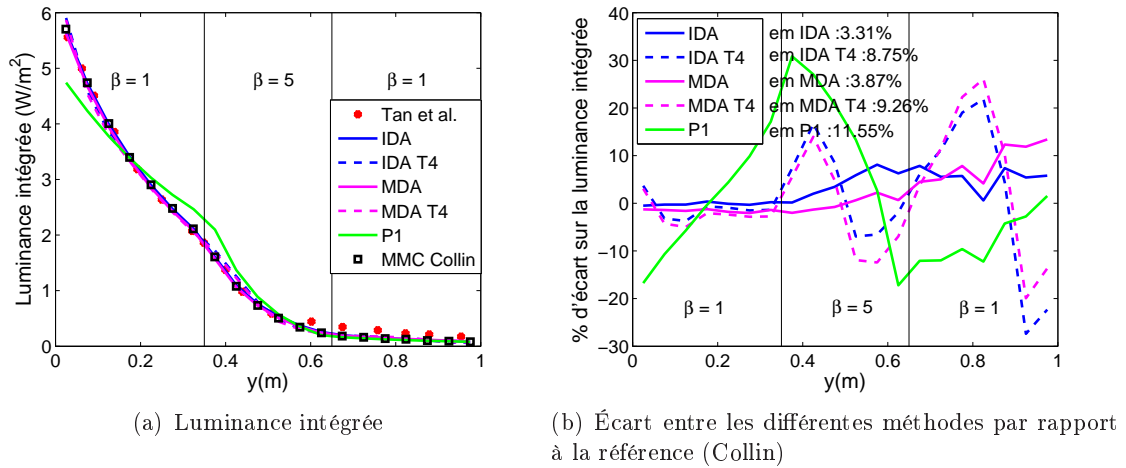 6
5
4
3
2
1
0
0
0.2
0.4
0.6
0.8
1
Luminance intégrée (W/m²)
y(m)
β = 1
β = 5
β = 1
Tan et al.
IDA
IDA T4
MDA
MDA T4
P1
MMC Collin
(a) Luminance intégrée
40
30
20
10
0
−10
−20
−30
0
0.2
0.4
0.6
0.8
1
% d'écart sur la luminance intégrée
y(m)
IDA em IDA :3.31%
IDA T4 em IDA T4 :8.75%
MDA em MDA :3.87%
MDA T4 em MDA T4 :9.26%
P1 em P1 :11.55%
β = 1
β = 5
β = 1
(b) Écart entre les différentes méthodes par rapport
à la référence (Collin)